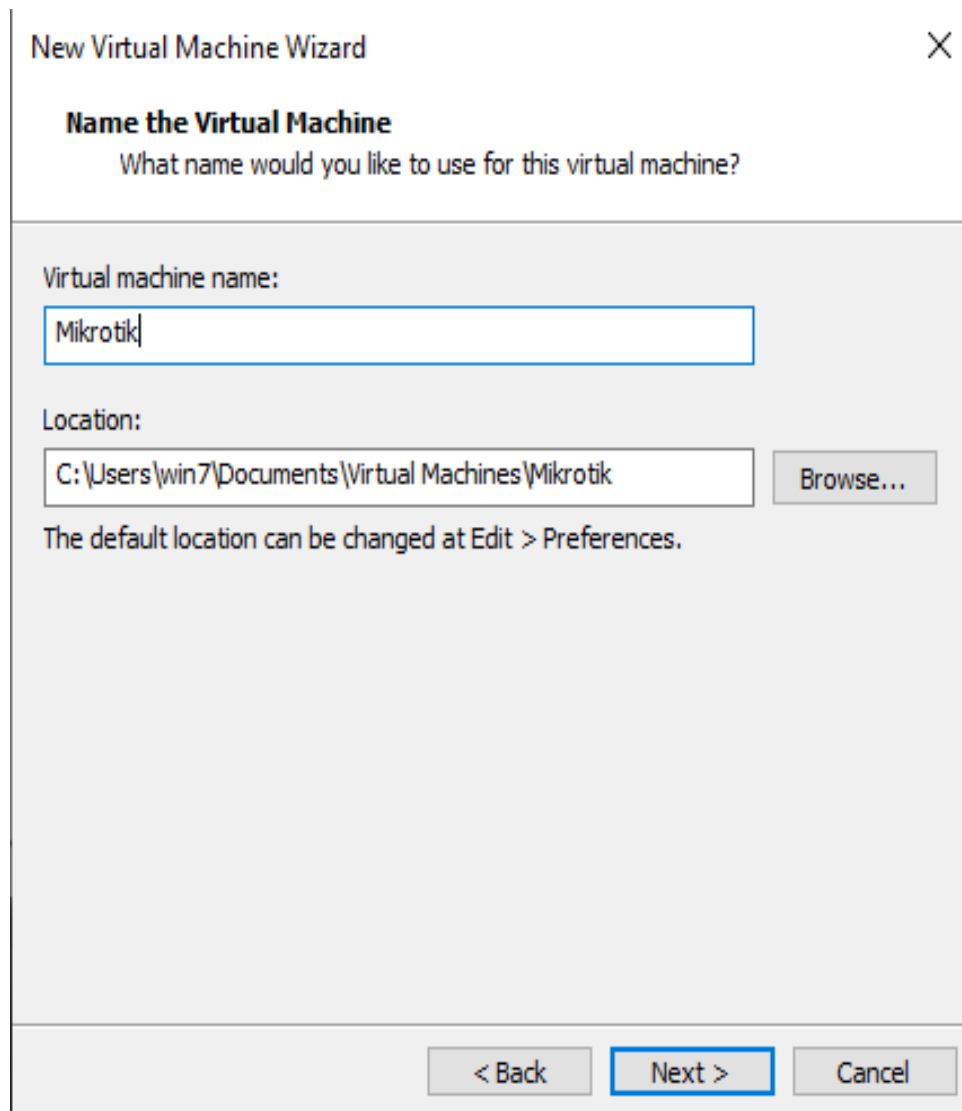 New Virtual Machine Wizard
Name the Virtual Machine
What name would you like to use for this virtual machine?
Virtual machine name:
Mikrotik
Location:
C:\Users\win7\Documents\Virtual Machines\Mikrotik
Browse...
The default location can be changed at Edit > Preferences.
< Back
Next >
Cancel